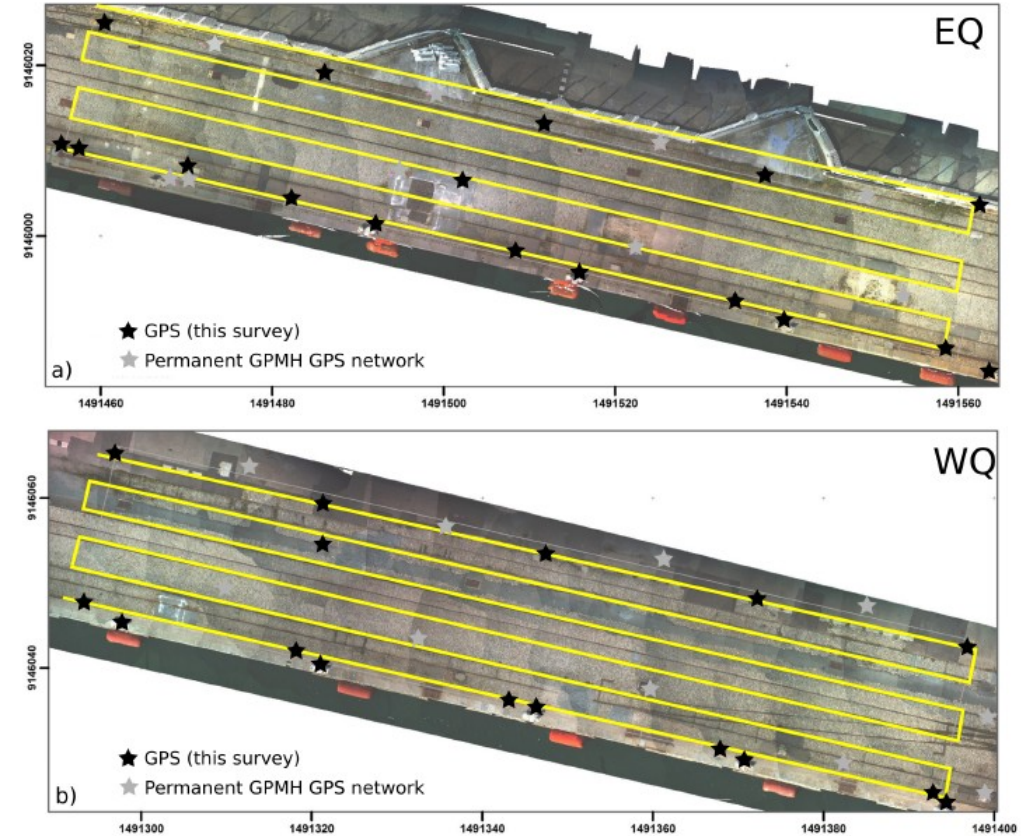 EQ
9146020
9146000
GPS (this survey)
Permanent GPMH GPS network
a)
1491460 1491480 1491500 1491520 1491540 1491560
WQ
9146060
9146040
GPS (this survey)
Permanent GPMH GPS network
b)
1491300 1491320 1491340 1491360 1491380 1491400